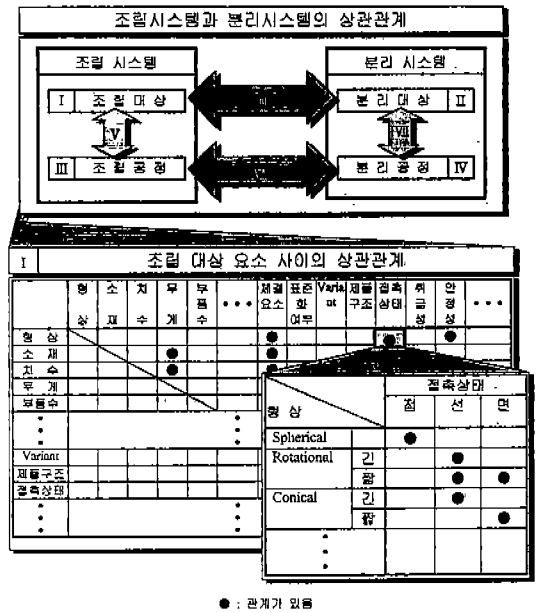 조립시스템과 분리시스템의 상관관계
조립 시스템
분리 시스템
I 조립대상
분리대상 II
V
VII
III 조립공정
분리공정 IV
I 조립 대상 요소 사이의 상관관계
형상 소재 치수 무게 부품수 • • • 체결요소 표준화여부 Variant 제품구조 접촉상태 취급성 안정성 • • •
형상
소재
치수
무게
부품수
Variant
제품구조
접촉상태
형상
접촉상태
점 선 면
Spherical
Rotational 긴
짧
Conical 긴
짧
● : 관계가 있음